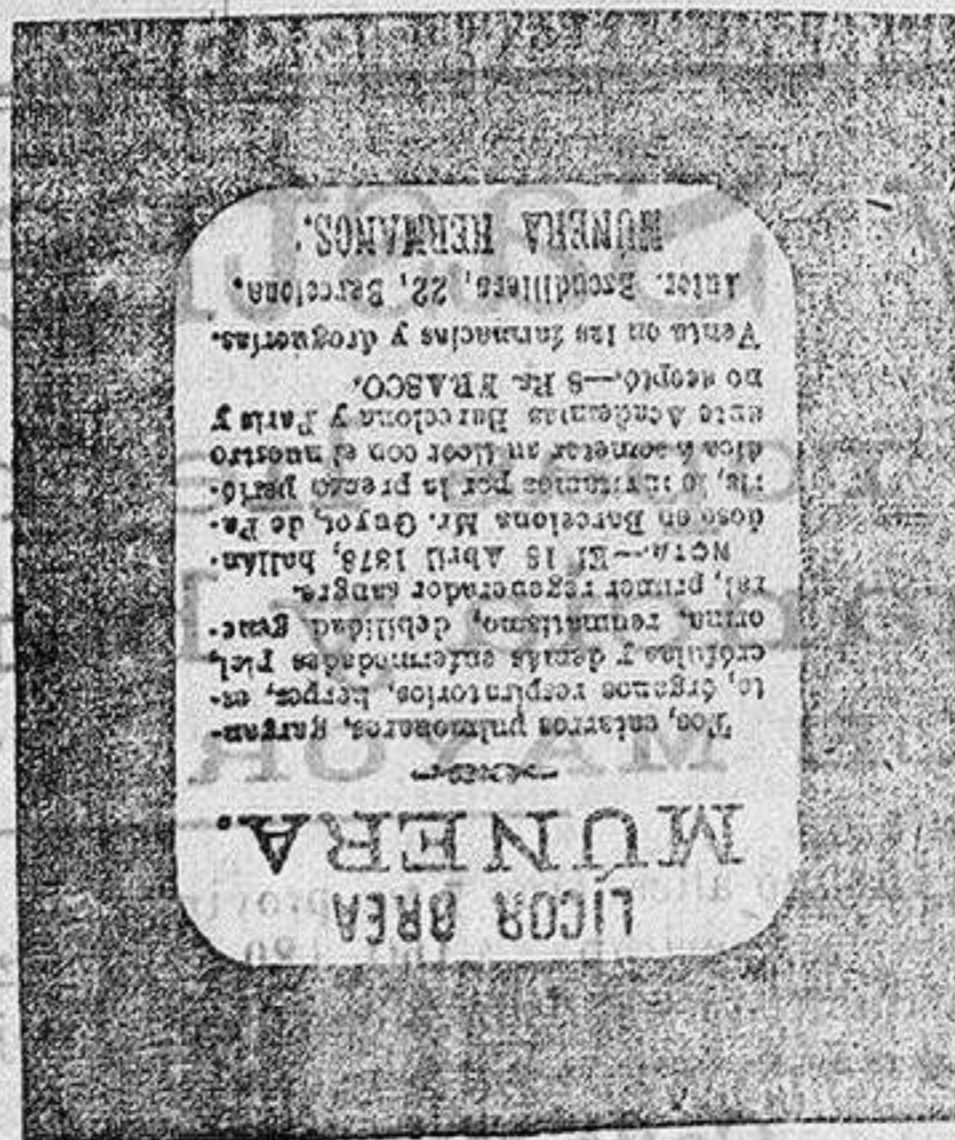 LICOR BREA
MÚNERA.
Tos, catarros pulmonares, gargan-
ta, órganos respiratorios, herpes, es-
crófulas y demás enfermedades piel,
orina, reumatismo, debilidad gene-
ral, primer regenerador sangre.
NOTA.—El 18 Abril 1878, hallán-
dose en Barcelona Mr. Guyot, de Pa-
ris, le invitamos por la prensa perió-
dica á someter su licor con el nuestro
ante Academias Barcelona y Paris y
no aceptó.—8 Rs. FRASCO.
Venta en las farmacias y droguerías.
Autor. Escudillers, 22, Barcelona.
MÚNERA HERMANOS.